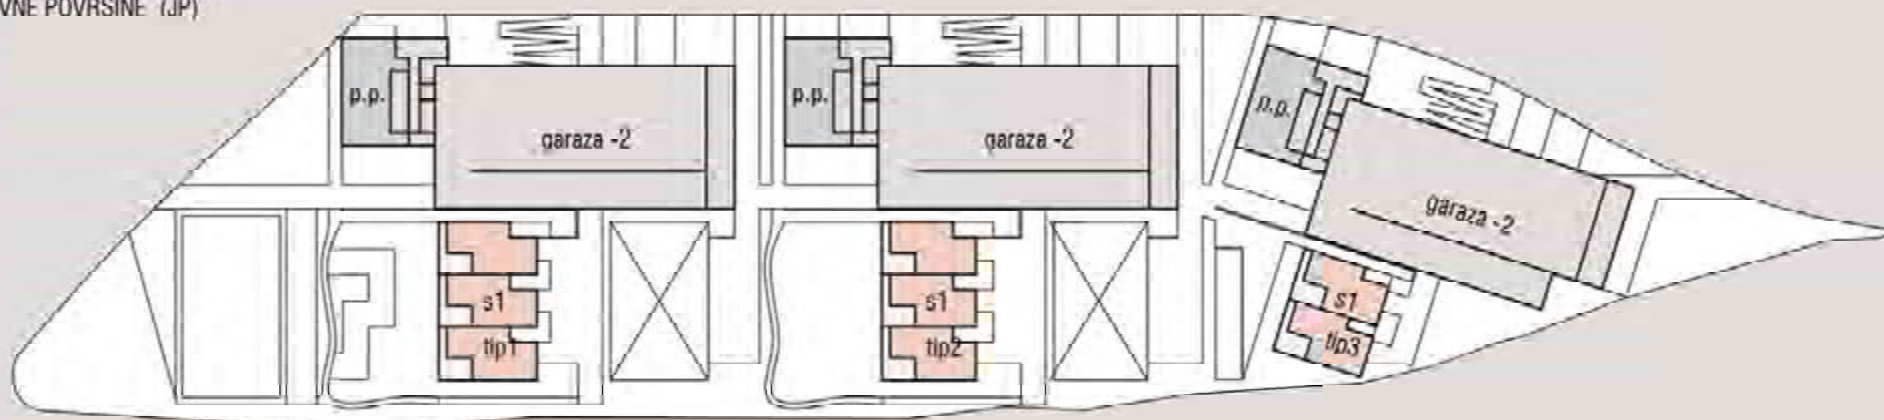 VNE POVRSINE (JP)
p.p.
garaza -2
p.p.
garaza -2
p.p.
garaza -2
s1
tip1
s1
tip2
s1
tip3